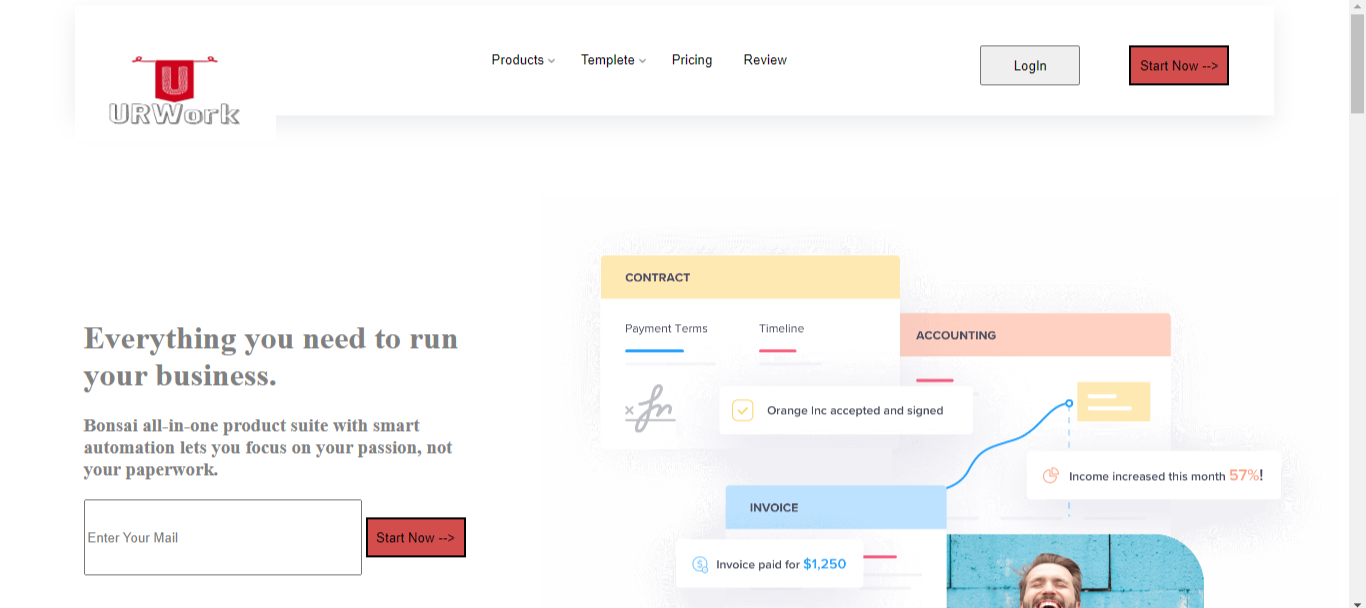 Products
Templete
Pricing
Review
LogIn
Start Now -->
U
URWork
CONTRACT
Payment Terms
Timeline
ACCOUNTING
Orange Inc accepted and signed
Everything you need to run
your business.
Bonsai all-in-one product suite with smart
automation lets you focus on your passion, not
your paperwork.
Income increased this month 57%!
INVOICE
Enter Your Mail
Start Now -->
Invoice paid for $1,250